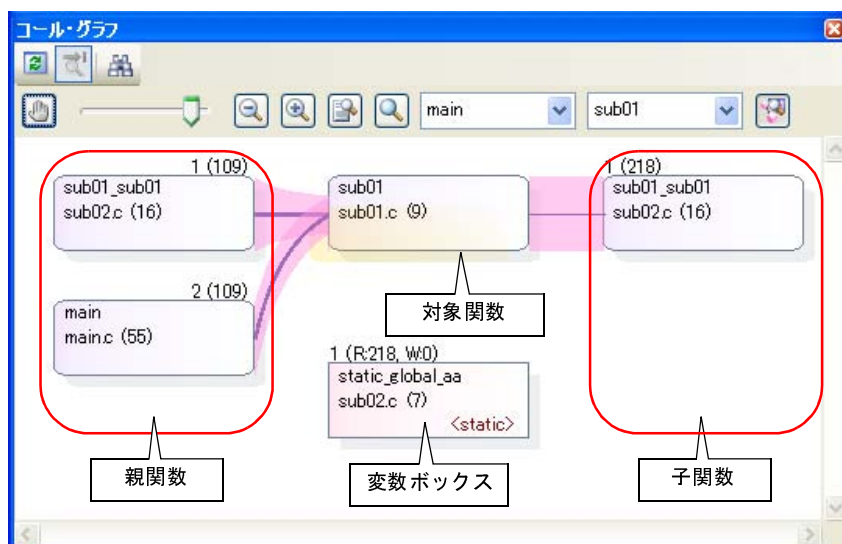 コール・グラフ
main
sub01
1 (109)
sub01_sub01
sub02.c (16)
2 (109)
main
main.c (55)
sub01
sub01.c (9)
対象関数
1 (R:218, W:0)
static_global_aa
sub02.c (7)
<static>
1 (218)
sub01_sub01
sub02.c (16)
親関数
変数ボックス
子関数